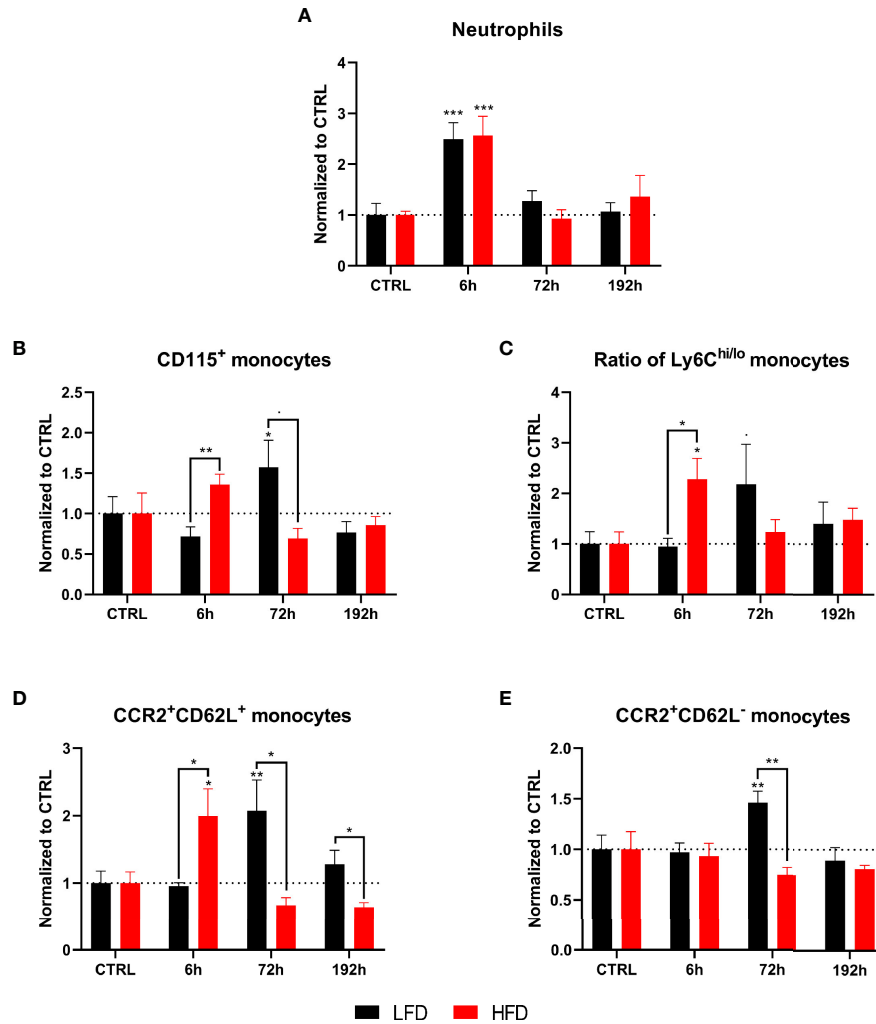 A
Neutrophils
Normalized to CTRL
4
3
2
1
0
*** ***
CTRL 6h 72h 192h
B
CD115+ monocytes
Normalized to CTRL
2.5
2.0
1.5
1.0
0.5
0.0
** * .
CTRL 6h 72h 192h
C
Ratio of Ly6Chi/lo monocytes
Normalized to CTRL
4
3
2
1
0
* * .
CTRL 6h 72h 192h
D
CCR2+CD62L+ monocytes
Normalized to CTRL
3
2
1
0
* * ** * *
CTRL 6h 72h 192h
E
CCR2+CD62L- monocytes
Normalized to CTRL
2.0
1.5
1.0
0.5
0.0
** **
CTRL 6h 72h 192h
LFD HFD